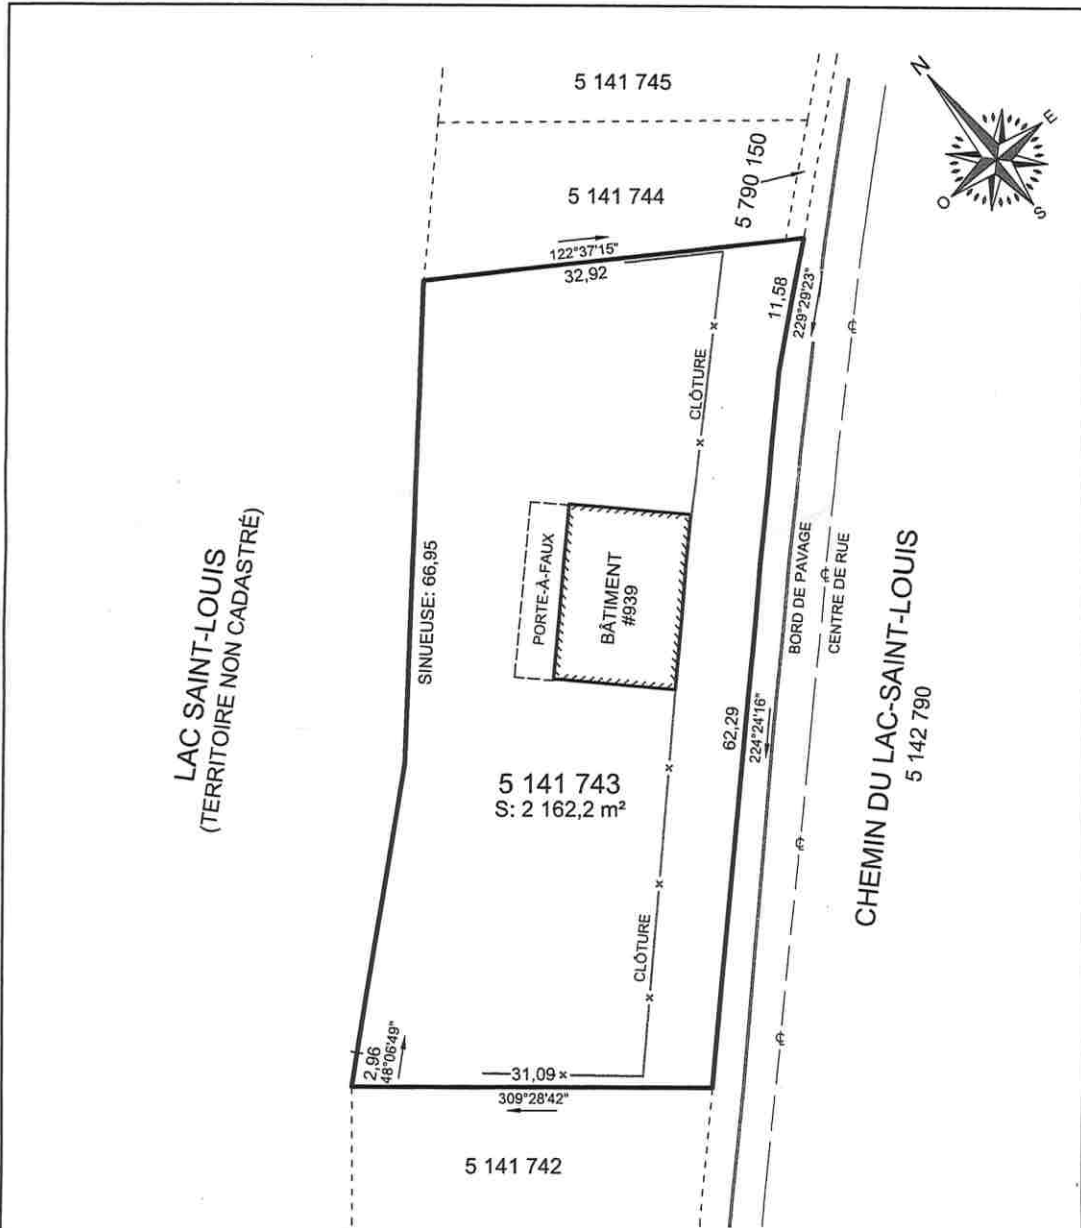 5 141 745
N
E
S
O
5 790 150
5 141 744
122°37'15"
32,92
11,58
229°29'23"
CLÔTURE
LAC SAINT-LOUIS
(TERRITOIRE NON CADASTRÉ)
SINUEUSE: 66,95
PORTE-À-FAUX
BÂTIMENT
#939
BORD DE PAVAGE
CENTRE DE RUE
CHEMIN DU LAC-SAINT-LOUIS
5 142 790
62,29
224°24'16"
5 141 743
S: 2 162,2 m²
CLÔTURE
2,96
48°06'49"
31,09
309°28'42"
5 141 742